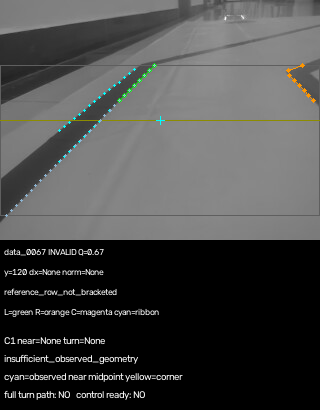 data_0067 INVALID Q=0.67
y=120 dx=None norm=None
reference_row_not_bracketed
L=green R=orange C=magenta cyan=ribbon
C1 near=None turn=None
insufficient_observed_geometry
cyan=observed near midpoint yellow=corner
full turn path: NO control ready: NO